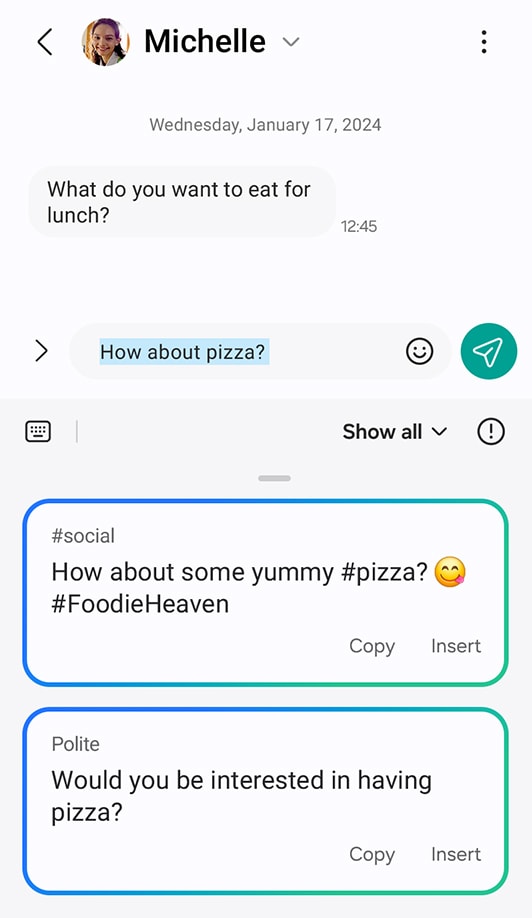 Michelle
Wednesday, January 17, 2024
What do you want to eat for
lunch?
12:45
How about pizza?
Show all
#social
How about some yummy #pizza? 😋
#FoodieHeaven
Copy Insert
Polite
Would you be interested in having
pizza?
Copy Insert